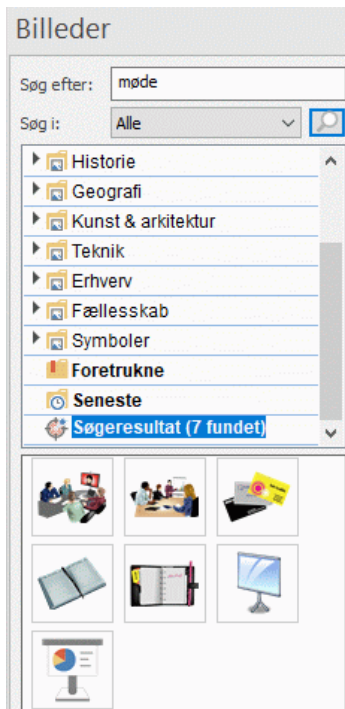 Billeder
Søg efter: møde
Søg i: Alle
Historie
Geografi
Kunst & arkitektur
Teknik
Erhverv
Fællesskab
Symboler
Foretrukne
Seneste
Søgeresultat (7 fundet)